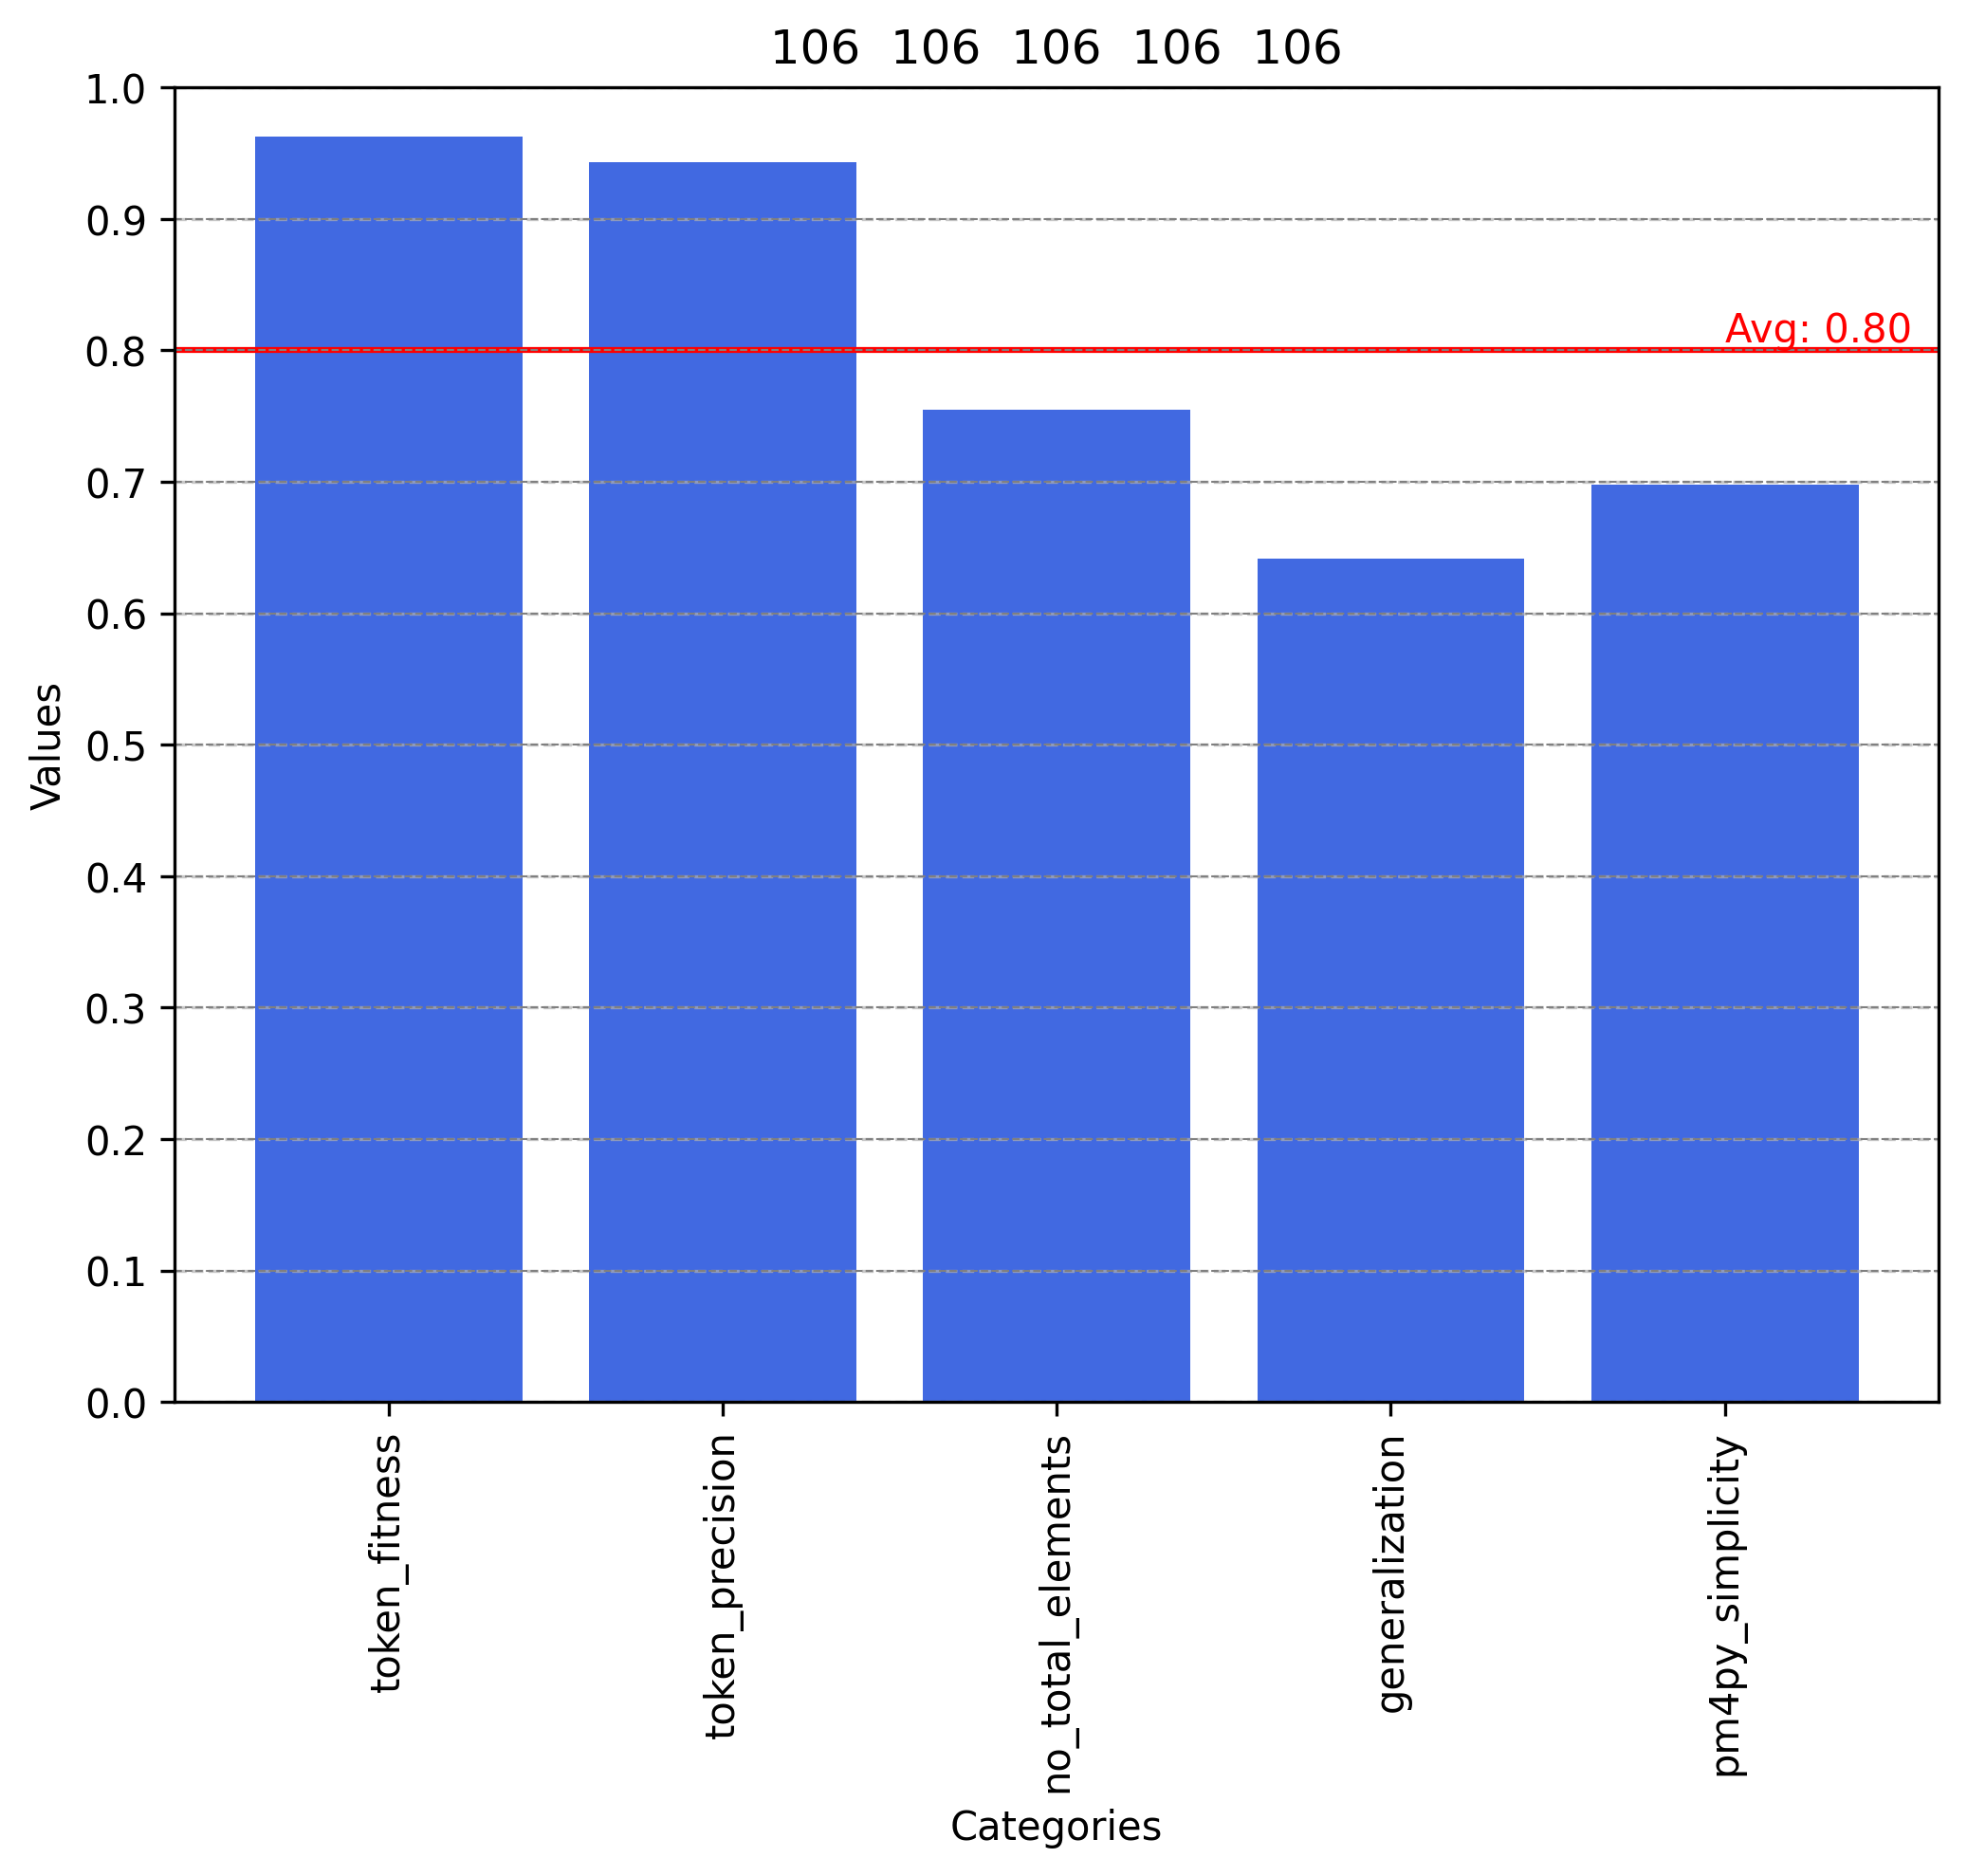 106 106 106 106 106
1.0
0.9
0.8
0.7
0.6
0.5
0.4
0.3
0.2
0.1
0.0
Values
Avg: 0.80
token_fitness
token_precision
no_total_elements
generalization
pm4py_simplicity
Categories